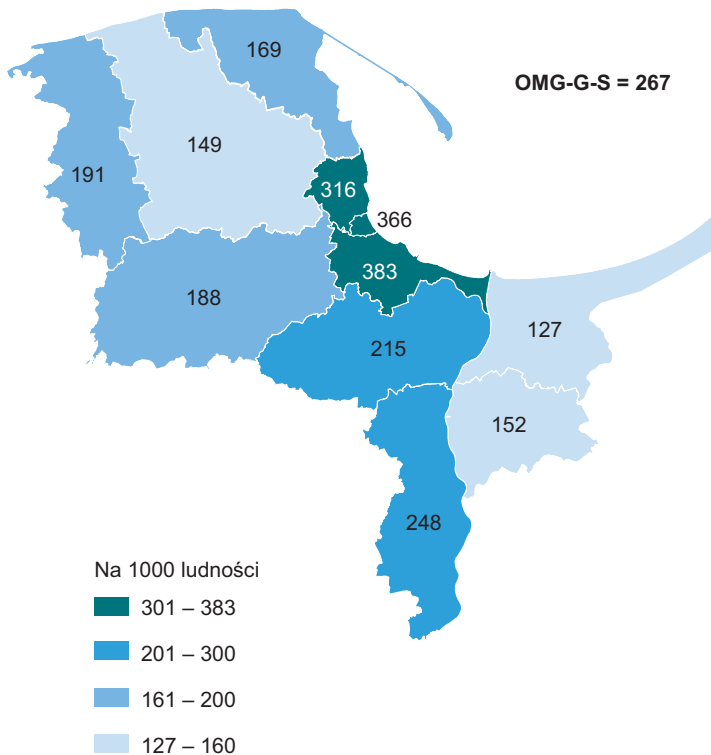 169
OMG-G-S = 267
149
191
316
366
383
188
127
215
152
248
Na 1000 ludności
301 – 383
201 – 300
161 – 200
127 – 160